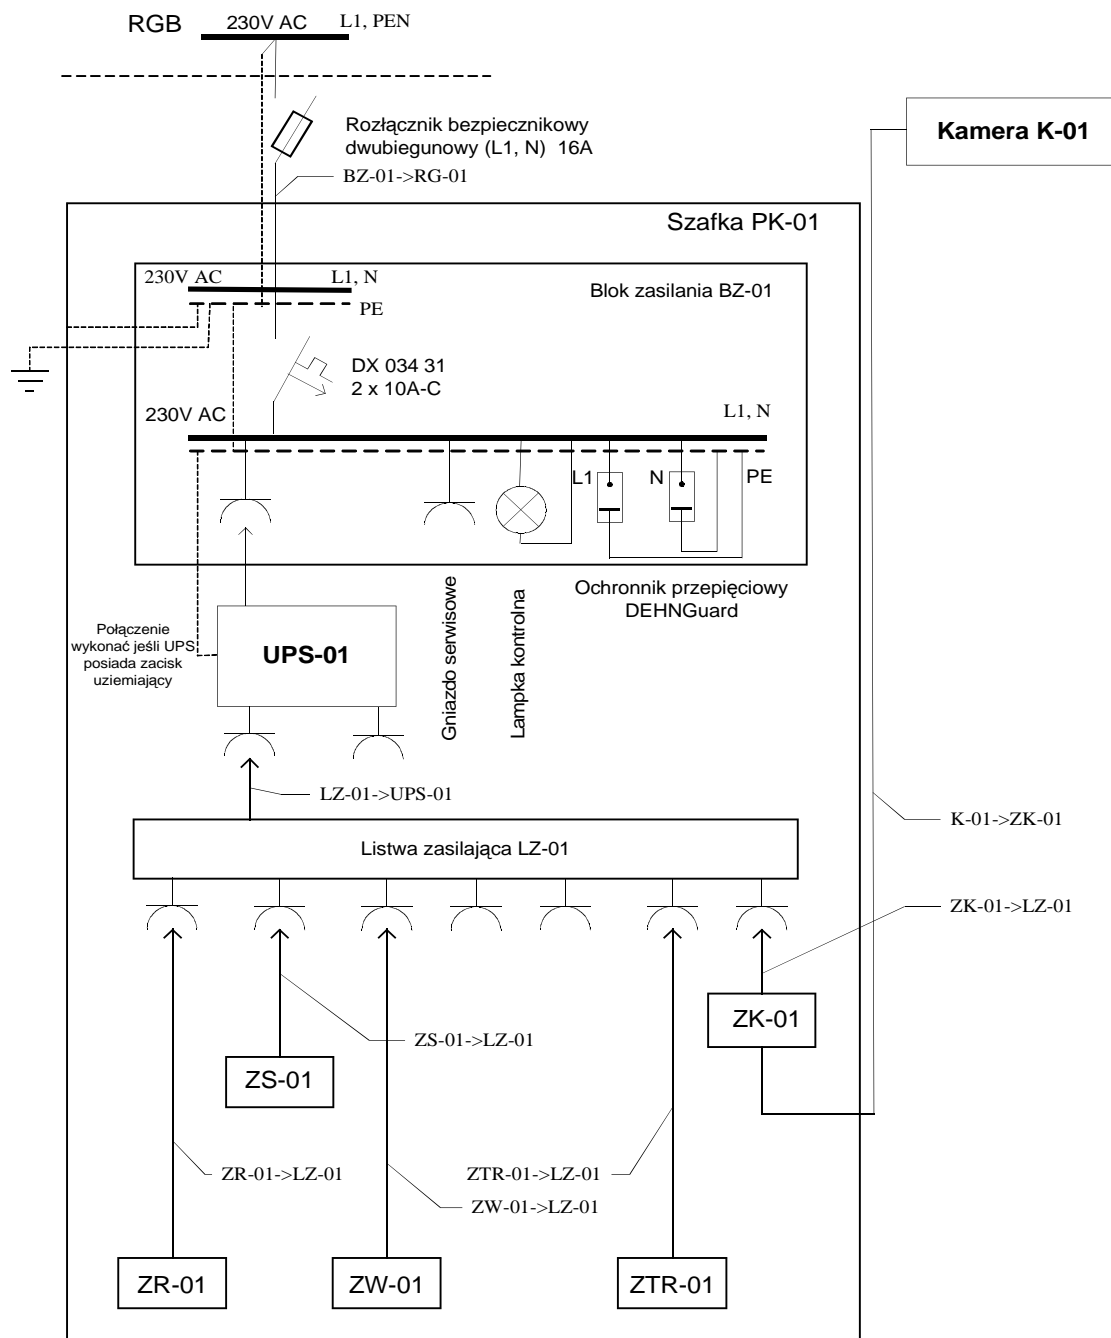 RGB
230V AC
L1, PEN
Rozłącznik bezpiecznikowy
dwubiegunowy (L1, N) 16A
BZ-01->RG-01
Kamera K-01
Szafka PK-01
230V AC
L1, N
Blok zasilania BZ-01
PE
DX 034 31
2 x 10A-C
230V AC
L1, N
L1
N
PE
Ochronnik przepięciowy
DEHNGuard
Gniazdo serwisowe
Lampka kontrolna
Połączenie
wykonać jeśli UPS
posiada zacisk
uziemiający
UPS-01
LZ-01->UPS-01
K-01->ZK-01
Listwa zasilająca LZ-01
ZK-01->LZ-01
ZK-01
ZS-01->LZ-01
ZS-01
ZR-01->LZ-01
ZTR-01->LZ-01
ZW-01->LZ-01
ZR-01
ZW-01
ZTR-01